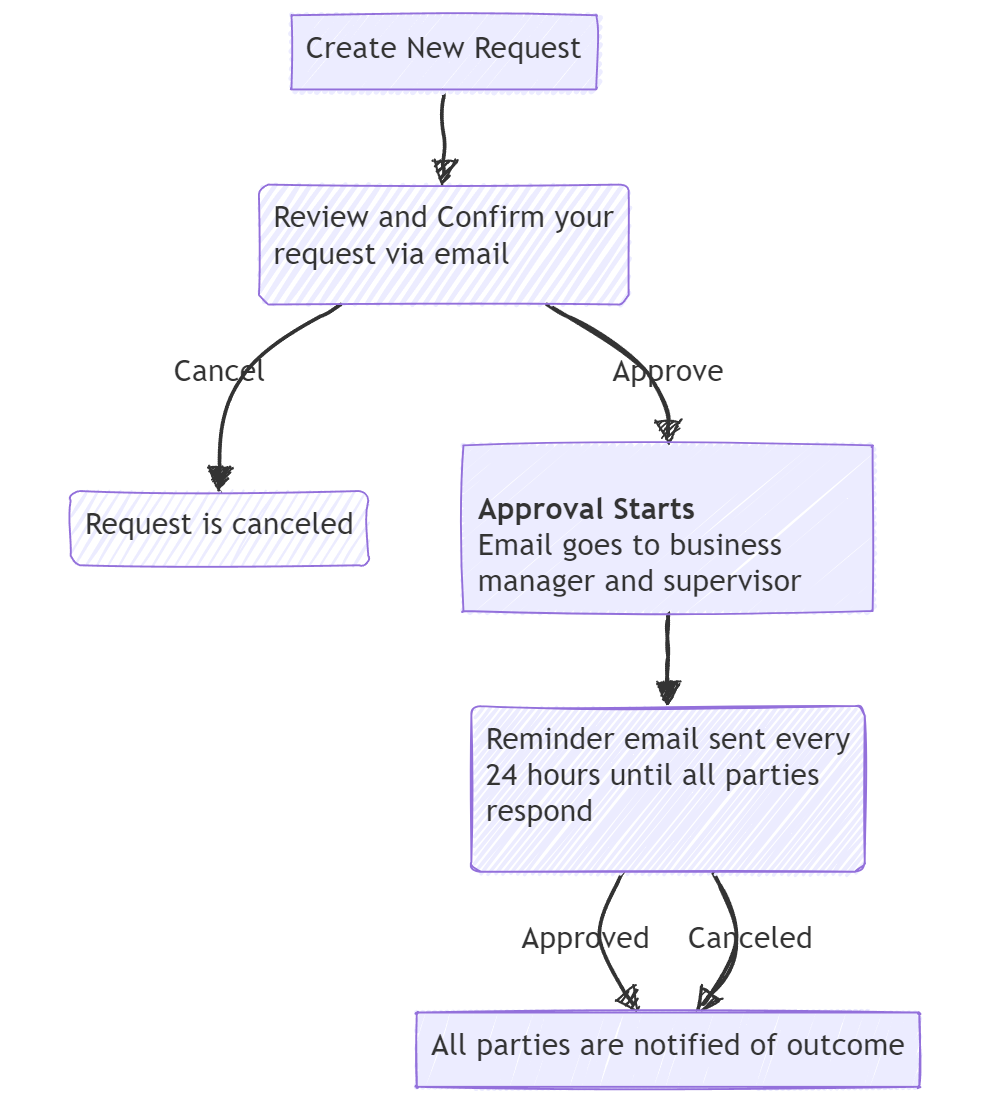 Create New Request
Review and Confirm your
request via email
Cancel
Approve
Request is canceled
Approval Starts
Email goes to business
manager and supervisor
Reminder email sent every
24 hours until all parties
respond
Approved
Canceled
All parties are notified of outcome